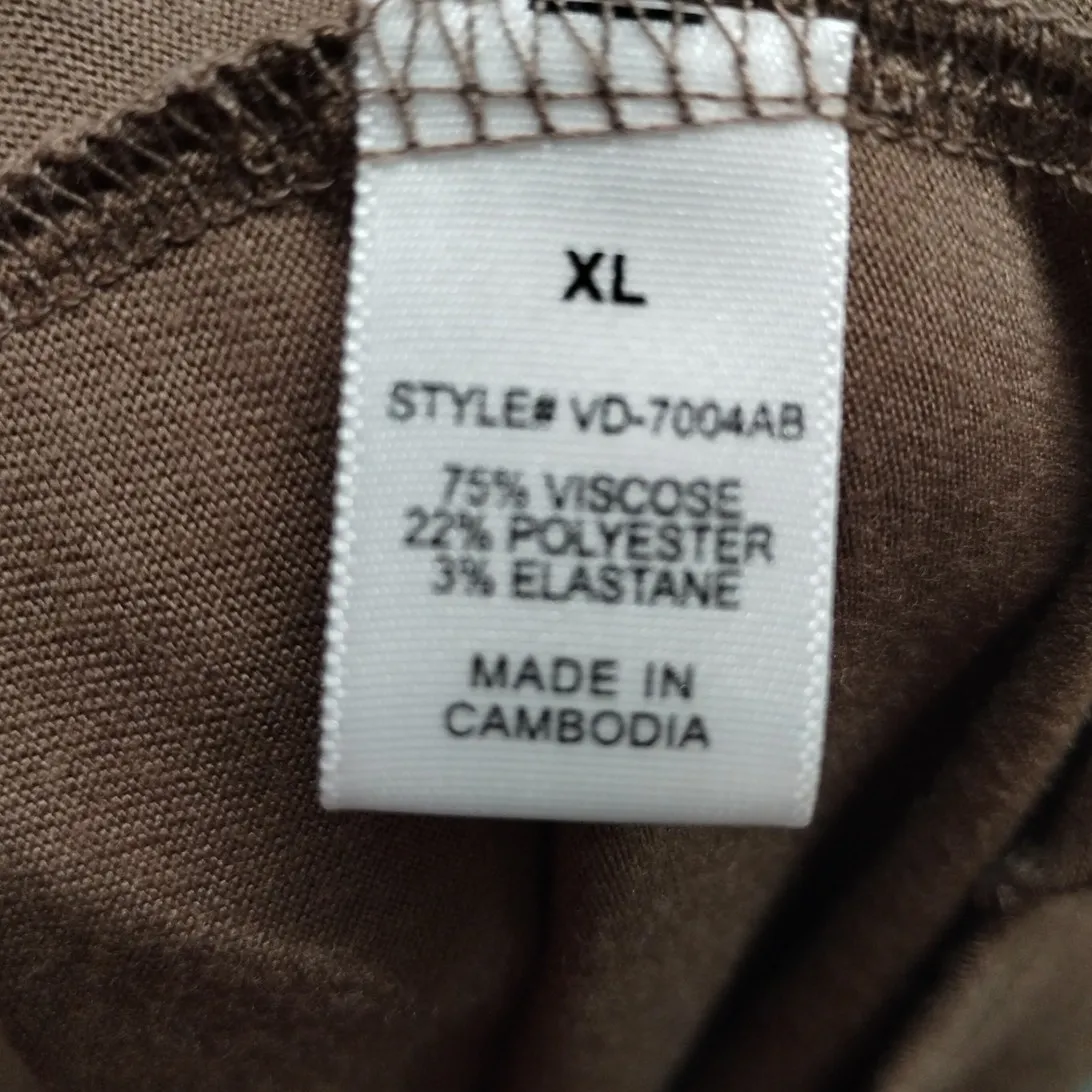 XL
STYLE# VD-7004AB
75% VISCOSE
22% POLYESTER
3% ELASTANE
MADE IN
CAMBODIA